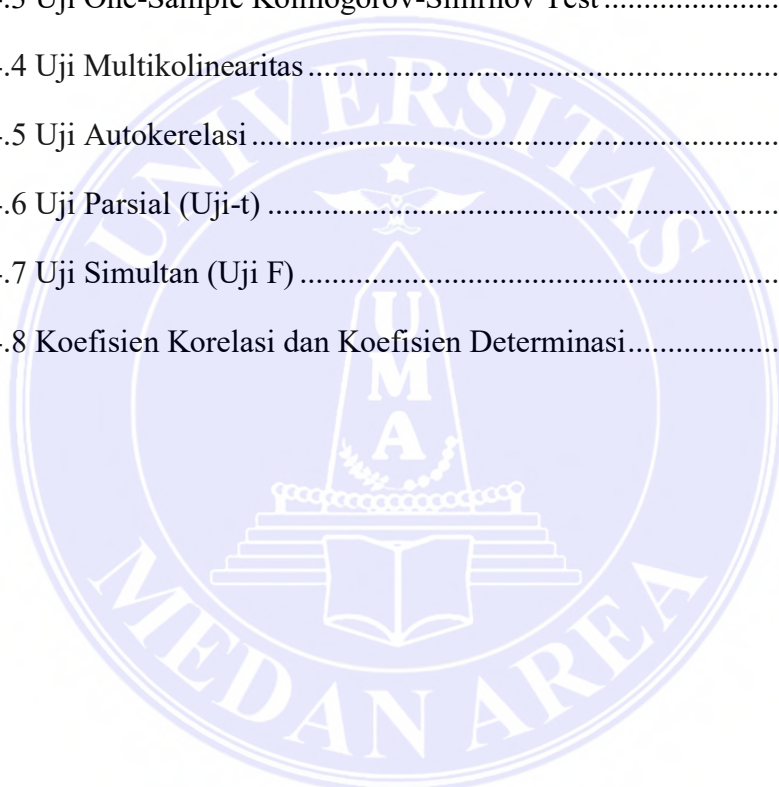 .3 Uji One-Sample Kolmogorov-Smirnov Test....................
.4 Uji Multikolinearitas............................................................
.5 Uji Autokerelasi...................................................................
.6 Uji Parsial (Uji-t).................................................................
.7 Uji Simultan (Uji F).............................................................
.8 Koefisien Korelasi dan Koefisien Determinasi...................
UNIVERSITAS
U
M
A
MEDAN AREA